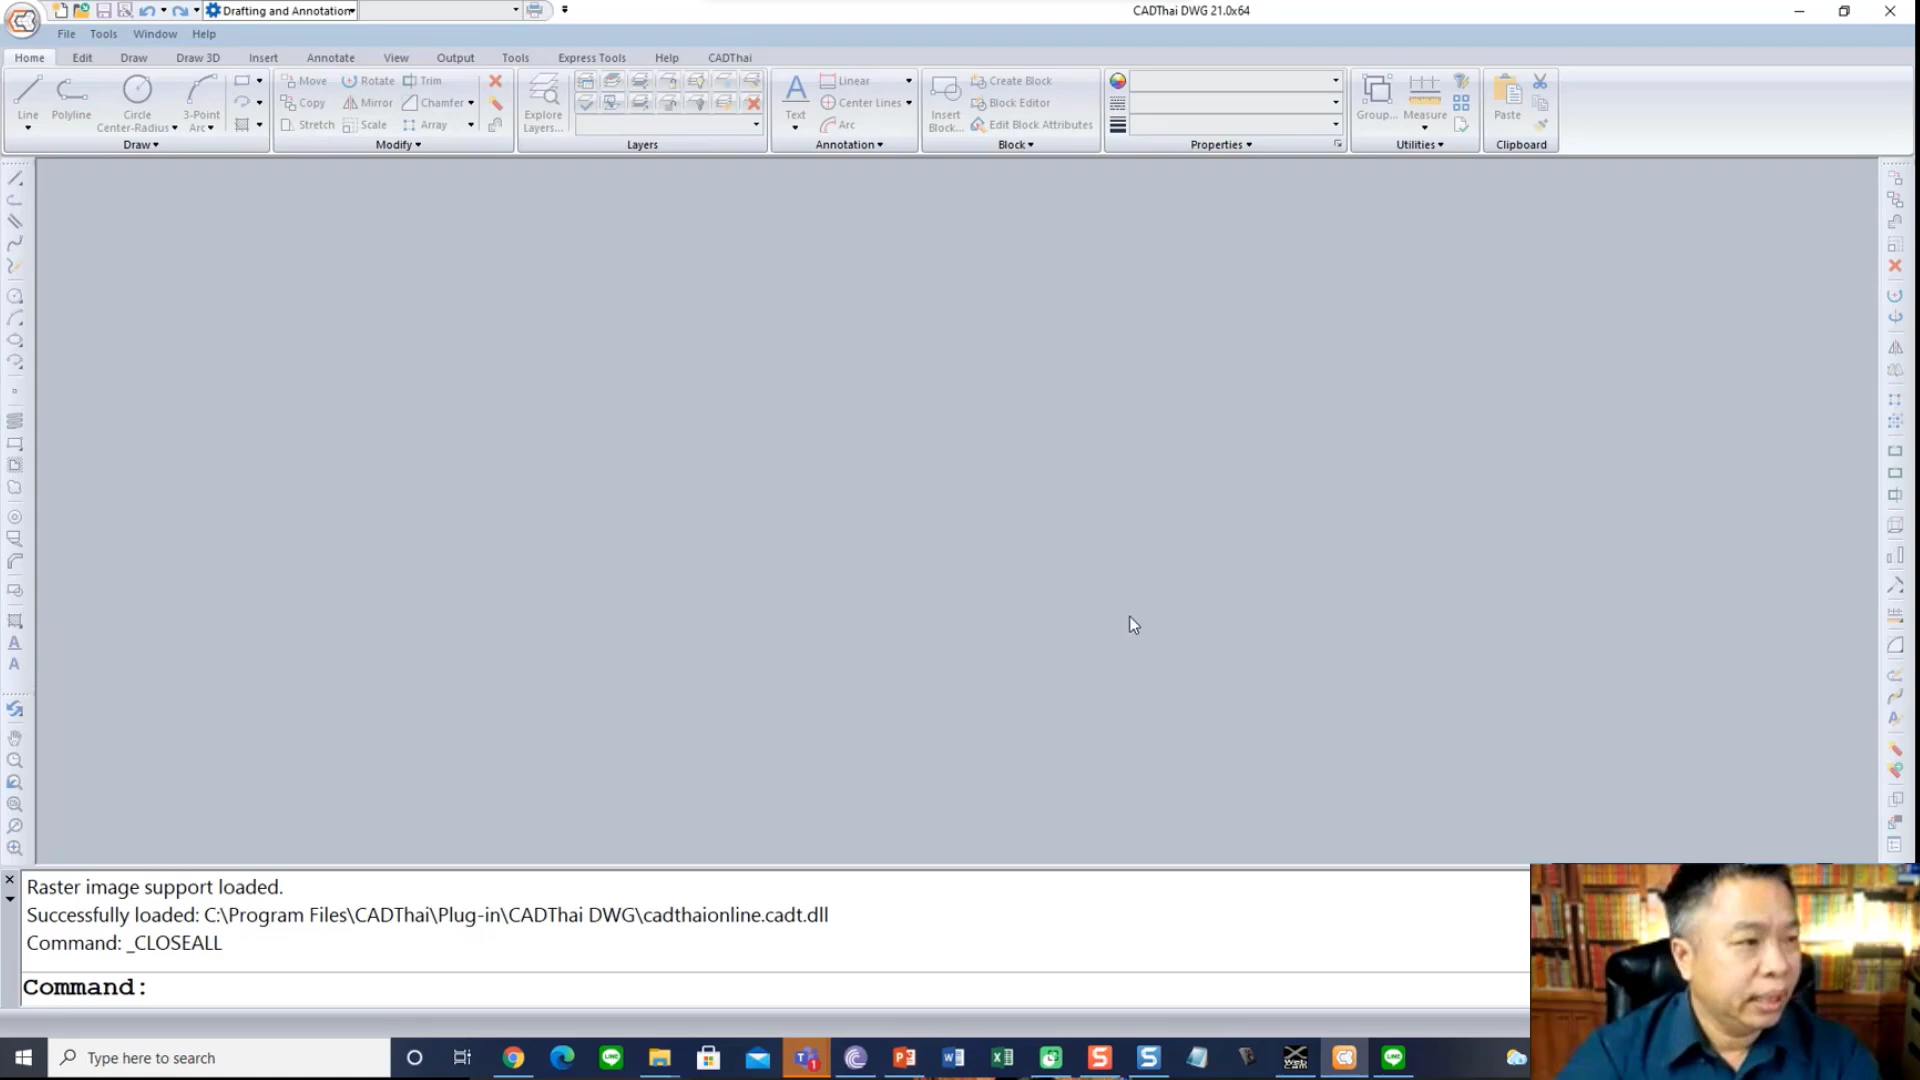 Drafting and Annotation
CADThai DWG 21.0x64
File Tools Window Help
Home Edit Draw Draw 3D Insert Annotate View Output Tools Express Tools Help CADThai
Move Rotate Trim
Linear
Create Block
Copy Mirror Chamfer
Center Lines
Block Editor
Line Polyline Circle 3-Point
Explore
Text
Insert
Group... Measure Paste
Center-Radius Arc
Stretch Scale Array
Layers...
Arc
Block...
Edit Block Attributes
Draw Modify Layers Annotation Block Properties Utilities Clipboard
Raster image support loaded.
Successfully loaded: C:\Program Files\CADThai\Plug-in\CADThai DWG\cadthaionline.cadt.dll
Command: _CLOSEALL
Command:
Type here to search